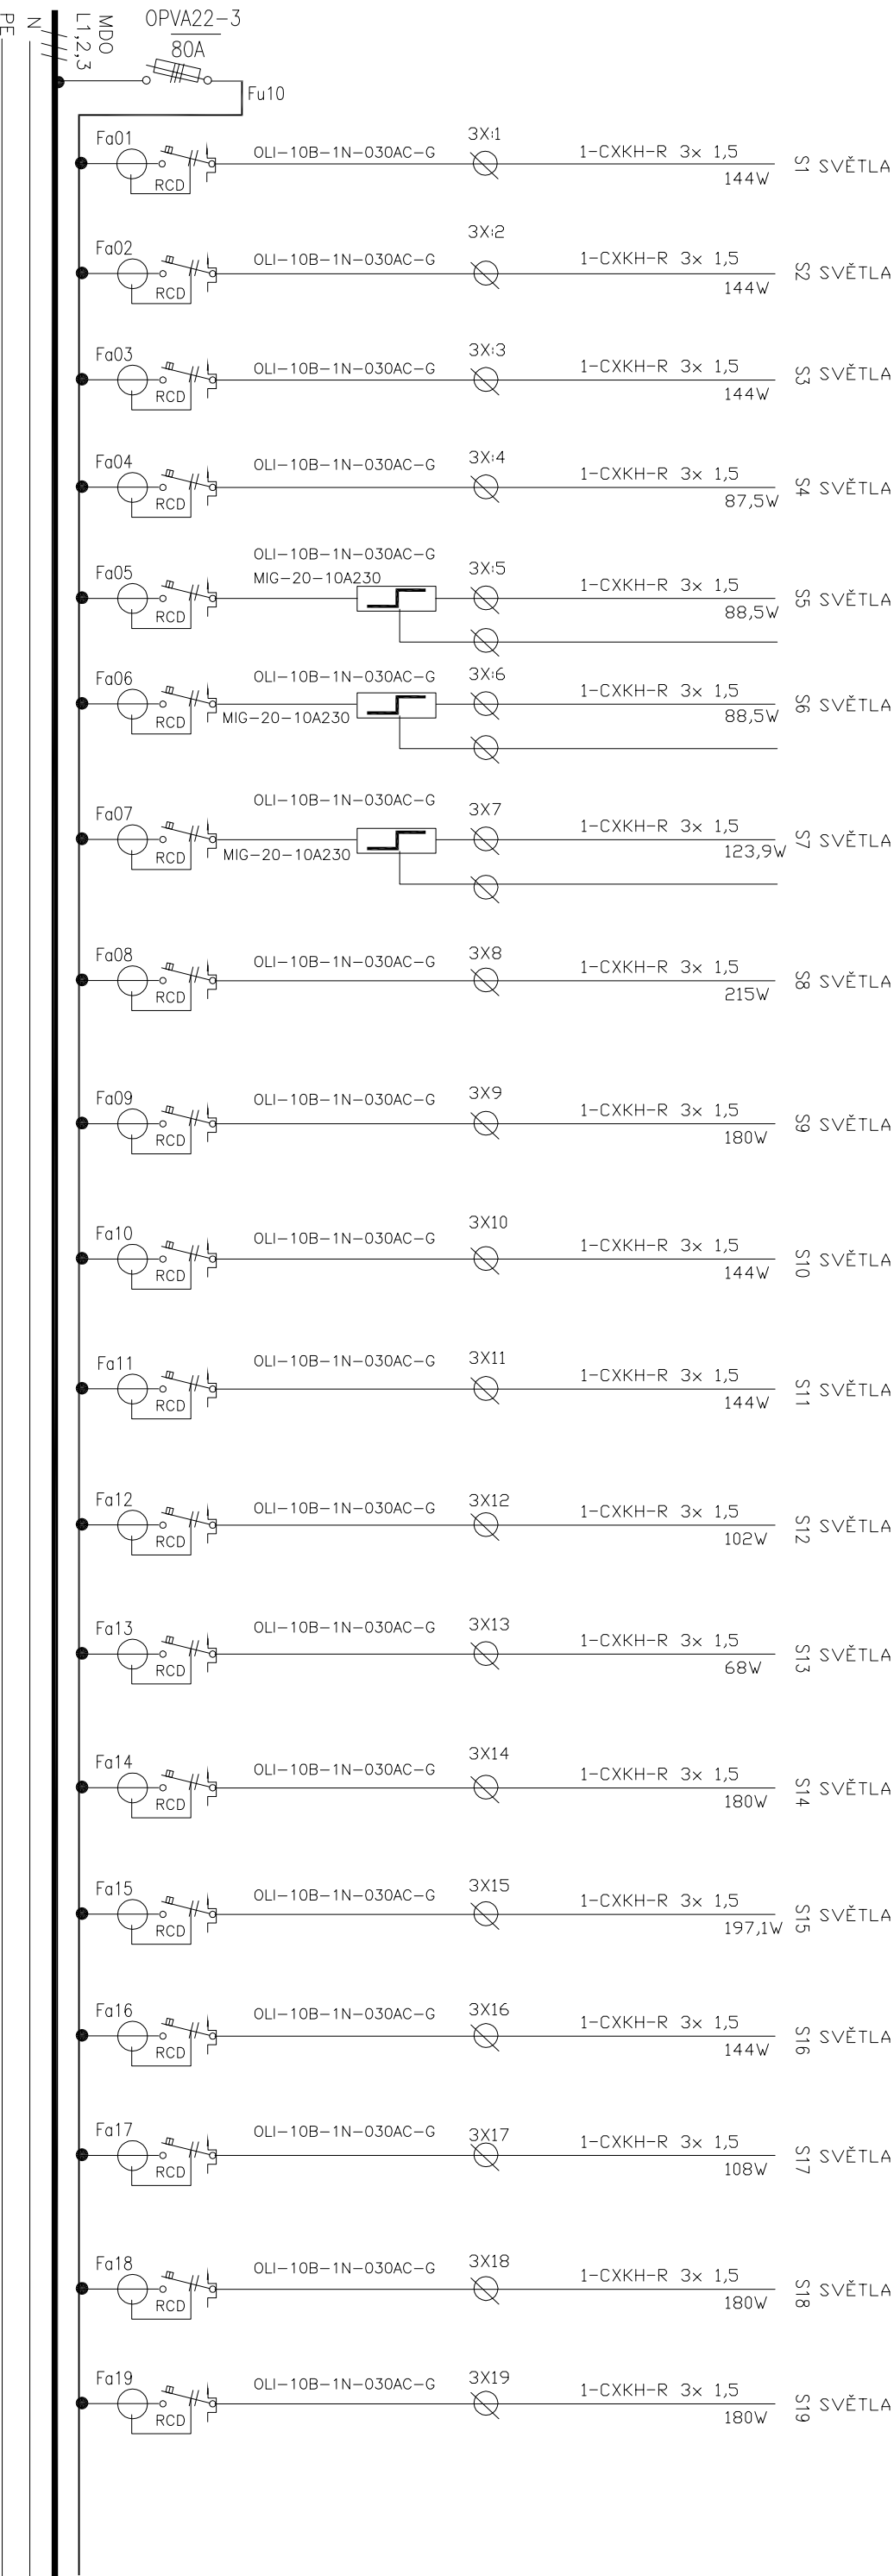 PE
N
MDO
L1,2,3
OPVA22-3
80A
Fu10
Fa01
RCD
OLI-10B-1N-030AC-G
3X:1
1-CXKH-R 3x 1,5
144W
S1 SVĚTLA
Fa02
RCD
OLI-10B-1N-030AC-G
3X:2
1-CXKH-R 3x 1,5
144W
S2 SVĚTLA
Fa03
RCD
OLI-10B-1N-030AC-G
3X:3
1-CXKH-R 3x 1,5
144W
S3 SVĚTLA
Fa04
RCD
OLI-10B-1N-030AC-G
3X:4
1-CXKH-R 3x 1,5
87,5W
S4 SVĚTLA
Fa05
RCD
OLI-10B-1N-030AC-G
MIG-20-10A230
3X:5
1-CXKH-R 3x 1,5
88,5W
S5 SVĚTLA
Fa06
RCD
OLI-10B-1N-030AC-G
MIG-20-10A230
3X:6
1-CXKH-R 3x 1,5
88,5W
S6 SVĚTLA
Fa07
RCD
OLI-10B-1N-030AC-G
MIG-20-10A230
3X7
1-CXKH-R 3x 1,5
123,9W
S7 SVĚTLA
Fa08
RCD
OLI-10B-1N-030AC-G
3X8
1-CXKH-R 3x 1,5
215W
S8 SVĚTLA
Fa09
RCD
OLI-10B-1N-030AC-G
3X9
1-CXKH-R 3x 1,5
180W
S9 SVĚTLA
Fa10
RCD
OLI-10B-1N-030AC-G
3X10
1-CXKH-R 3x 1,5
144W
S10 SVĚTLA
Fa11
RCD
OLI-10B-1N-030AC-G
3X11
1-CXKH-R 3x 1,5
144W
S11 SVĚTLA
Fa12
RCD
OLI-10B-1N-030AC-G
3X12
1-CXKH-R 3x 1,5
102W
S12 SVĚTLA
Fa13
RCD
OLI-10B-1N-030AC-G
3X13
1-CXKH-R 3x 1,5
68W
S13 SVĚTLA
Fa14
RCD
OLI-10B-1N-030AC-G
3X14
1-CXKH-R 3x 1,5
180W
S14 SVĚTLA
Fa15
RCD
OLI-10B-1N-030AC-G
3X15
1-CXKH-R 3x 1,5
197,1W
S15 SVĚTLA
Fa16
RCD
OLI-10B-1N-030AC-G
3X16
1-CXKH-R 3x 1,5
144W
S16 SVĚTLA
Fa17
RCD
OLI-10B-1N-030AC-G
3X17
1-CXKH-R 3x 1,5
108W
S17 SVĚTLA
Fa18
RCD
OLI-10B-1N-030AC-G
3X18
1-CXKH-R 3x 1,5
180W
S18 SVĚTLA
Fa19
RCD
OLI-10B-1N-030AC-G
3X19
1-CXKH-R 3x 1,5
180W
S19 SVĚTLA